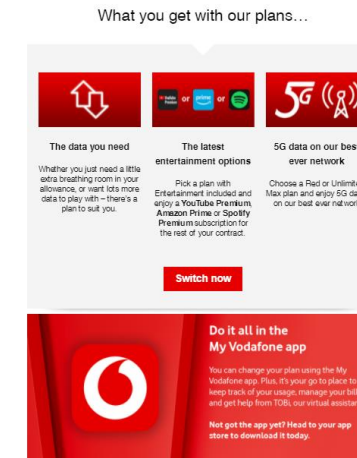 What you get with our plans…
or prime or
5G
The data you need
Whether you just need a little
extra breathing room in your
allowance, or want lots more
data to play with – there's a
plan to suit you.
The latest
entertainment options
Pick a plan with
Entertainment included and
enjoy a YouTube Premium,
Amazon Prime or Spotify
Premium subscription for
the rest of your contract.
5G data on our best
ever network
Choose a Red or
Max plan and enjoy 5G
on our best ever
Switch now
Do it all in the
My Vodafone app
You can change your plan using the My
Vodafone app. Plus, it's your go to place to
keep track of your usage, manage your
and get help from TOBi, our virtual
Not got the app yet? Head to your app
store to download it today.